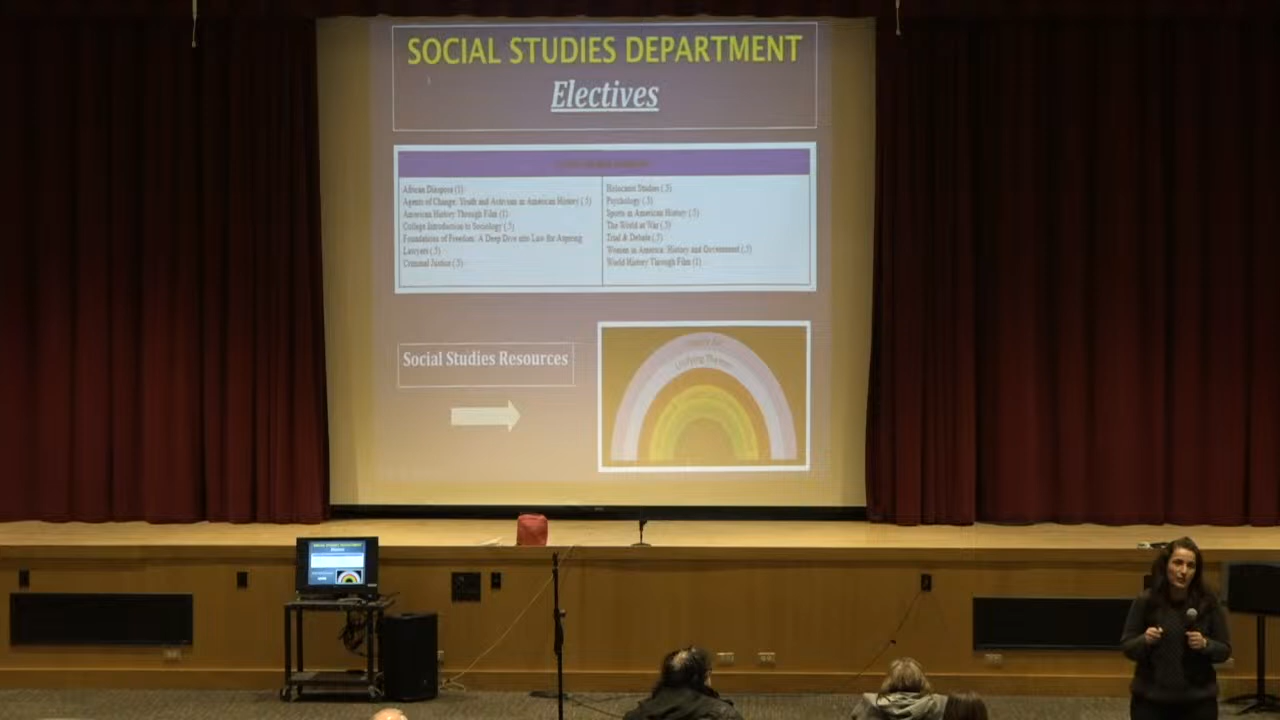 SOCIAL STUDIES DEPARTMENT
Electives
African Diaspora (1)
Agents of Change: Youth and Activism in American History (.5)
American History Through Film (1)
College Introduction to Sociology (.5)
Foundations of Freedom: A Deep Dive into Law for Aspiring
Lawyers (.5)
Criminal Justice (.5)
Holocaust Studies (.5)
Psychology (.5)
Sports in American History (.5)
The World at War (.5)
Trial & Debate (.5)
Women in America: History and Government (.5)
World History Through Film (1)
Social Studies Resources
Unifying Themes